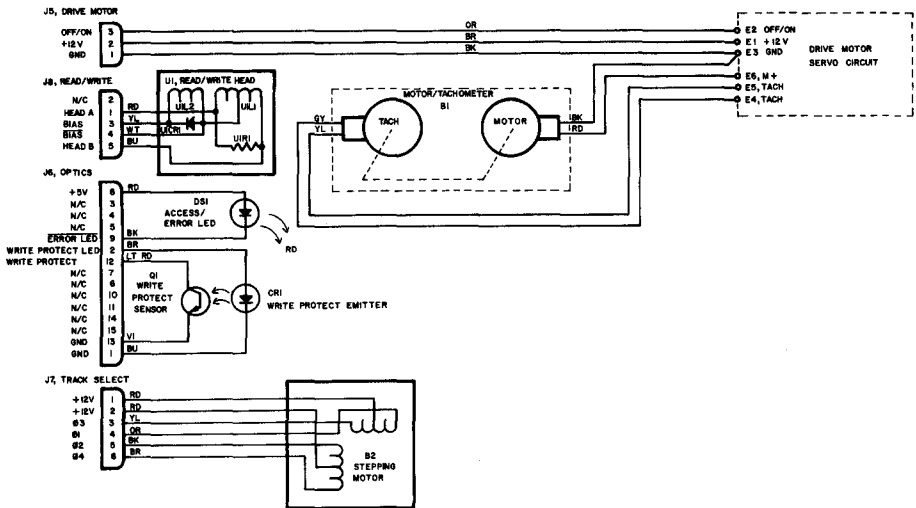 J5, DRIVE MOTOR
OFF/ON 3 OR E2 OFF/ON
+12V 2 BR E1 +12V
GND 1 BK E3 GND
DRIVE MOTOR
SERVO CIRCUIT
E6, M+
E5, TACH
E4, TACH
J8, READ/WRITE
N/C 2
HEAD A 1 RD
BIAS 3 YL
BIAS 4 WT
HEAD B 5 BU
U1, READ/WRITE HEAD
U1L2
U1L1
U1CR1
U1R1
MOTOR/TACHOMETER
B1
GY
YL
TACH
MOTOR
BK
RD
J6, OPTICS
+5V 8 RD
N/C 3
N/C 4
N/C 5
ERROR LED 9 BK
WRITE PROTECT LED 2 BR
WRITE PROTECT 12 LT RD
N/C 7
N/C 6
N/C 10
N/C 11
N/C 14
N/C 15
GND 13 VI
GND 1 BU
DS1
ACCESS/
ERROR LED
RD
Q1
WRITE
PROTECT
SENSOR
CR1
WRITE PROTECT EMITTER
J7, TRACK SELECT
+12V 1 RD
+12V 2 RD
Ø3 3 YL
Ø1 4 OR
Ø2 5 BK
Ø4 6 BR
B2
STEPPING
MOTOR